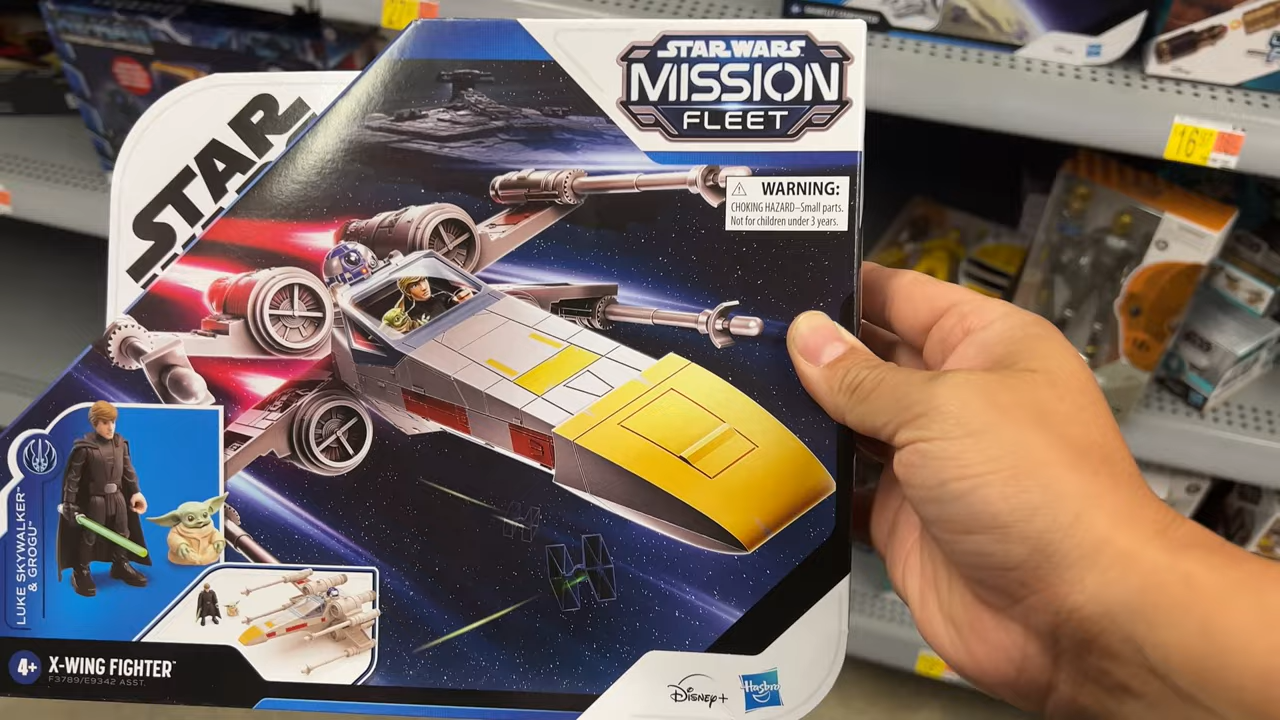 STAR
STAR WARS
MISSION
FLEET
WARNING:
CHOKING HAZARD–Small parts.
Not for children under 3 years.
LUKE SKYWALKER™
& GROGU™
4+
X-WING FIGHTER™
F3789/E9342 ASST.
Disney+
Hasbro
16